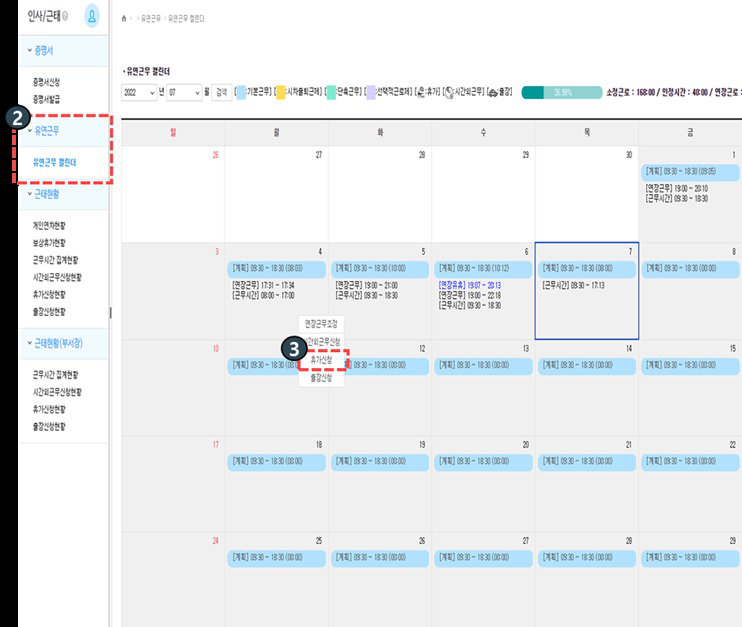 인사/근태
증명서
증명서신청
증명서발급
2
유연근무
유연근무 캘린더
근태현황
개인연차현황
보상휴가현황
근무시간 집계현황
시간외근무신청현황
휴가신청현황
출장신청현황
근태현황(부서장)
근무시간 집계현황
시간외근무신청현황
휴가신청현황
출장신청현황
> > 유연근무 > 유연근무 캘린더
· 유연근무 캘린더
2022 년 07 월 검색 [ :기본근무] [ :시차출퇴근제] [ :단축근무] [ :선택적근로제] [ :휴가] [ :시간외근무] [ :출장] 소정근로 : 168:00 / 인정시간 : 48:00 / 연장근로 :
일 월 화 수 목 금
26 27 28 29 30 1
[계획] 09:30 ~ 18:30 (09:05)
[연장근무] 19:00 ~ 20:10
[근무시간] 09:30 ~ 18:30
3 4 5 6 7 8
[계획] 09:30 ~ 18:30 (08:00) [계획] 09:30 ~ 18:30 (10:00) [계획] 09:30 ~ 18:30 (10:12) [계획] 09:30 ~ 18:30 (08:00) [계획] 09:30 ~ 18:30 (00:00)
[연장근무] 17:31 ~ 17:34 [연장근무] 19:00 ~ 21:00 [연장유휴] 19:07 ~ 20:13 [근무시간] 09:30 ~ 17:13
[근무시간] 08:00 ~ 17:00 [근무시간] 09:30 ~ 18:30 [연장근무] 19:00 ~ 22:18
[근무시간] 09:30 ~ 18:30
연장근무조정
시간외근무신청
3
휴가신청
출장신청
10 12 13 14 15
[계획] 09:30 ~ 18:30 (00: 09:30 ~ 18:30 (00:00) [계획] 09:30 ~ 18:30 (00:00) [계획] 09:30 ~ 18:30 (00:00) [계획] 09:30 ~ 18:30 (00:00)
17 18 19 20 21 22
[계획] 09:30 ~ 18:30 (00:00) [계획] 09:30 ~ 18:30 (00:00) [계획] 09:30 ~ 18:30 (00:00) [계획] 09:30 ~ 18:30 (00:00) [계획] 09:30 ~ 18:30 (00:00)
24 25 26 27 28 29
[계획] 09:30 ~ 18:30 (00:00) [계획] 09:30 ~ 18:30 (00:00) [계획] 09:30 ~ 18:30 (00:00) [계획] 09:30 ~ 18:30 (00:00) [계획] 09:30 ~ 18:30 (00:00)